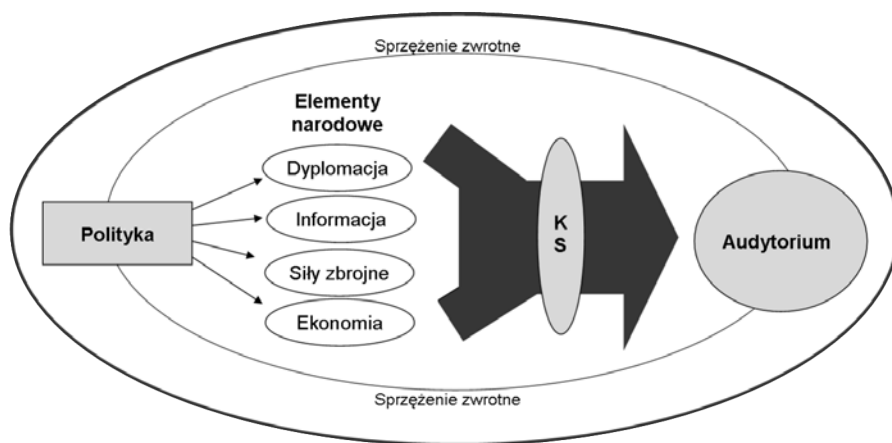 Sprzężenie zwrotne
Elementy
narodowe
Dyplomacja
Informacja
Siły zbrojne
Ekonomia
Polityka
K
S
Audytorium
Sprzężenie zwrotne